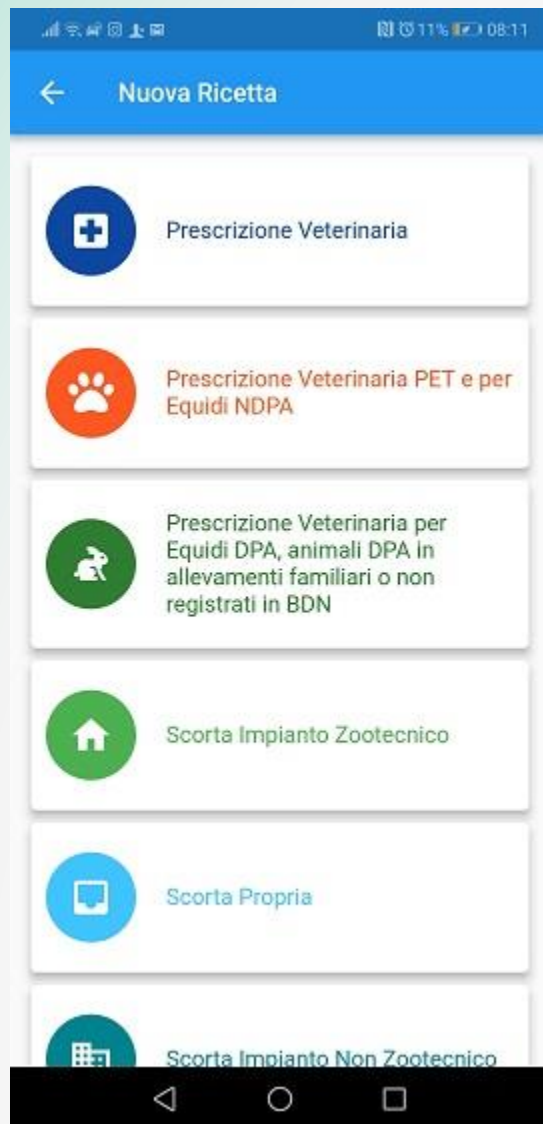 11% 08:11
Nuova Ricetta
Prescrizione Veterinaria
Prescrizione Veterinaria PET e per
Equidi NDPA
Prescrizione Veterinaria per
Equidi DPA, animali DPA in
allevamenti familiari o non
registrati in BDN
Scorta Impianto Zootecnico
Scorta Propria
Scorta Impianto Non Zootecnico